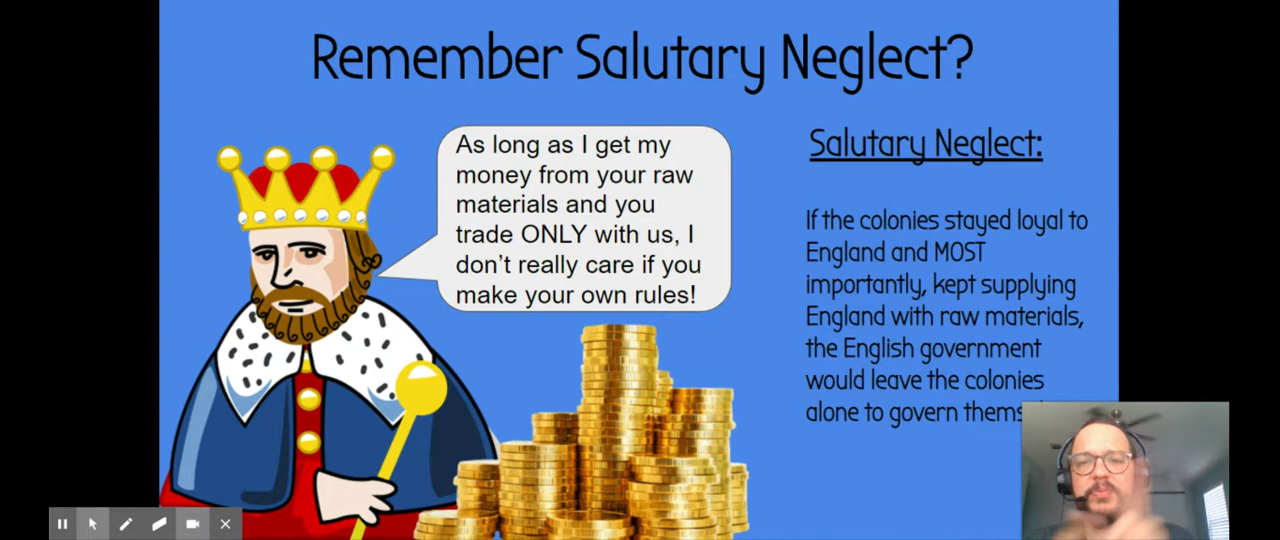 Remember Salutary Neglect?
As long as I get my
money from your raw
materials and you
trade ONLY with us, I
don't really care if you
make your own rules!
Salutary Neglect:
If the colonies stayed loyal to
England and MOST
importantly, kept supplying
England with raw materials,
the English government
would leave the colonies
alone to govern